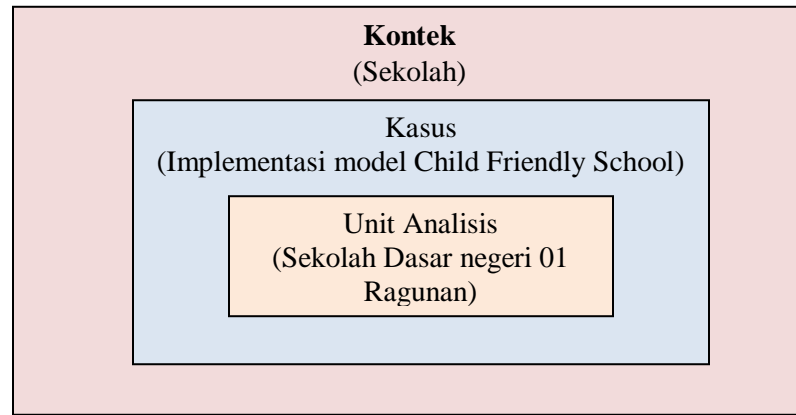 Kontek
(Sekolah)
Kasus
(Implementasi model Child Friendly School)
Unit Analisis
(Sekolah Dasar negeri 01
Ragunan)